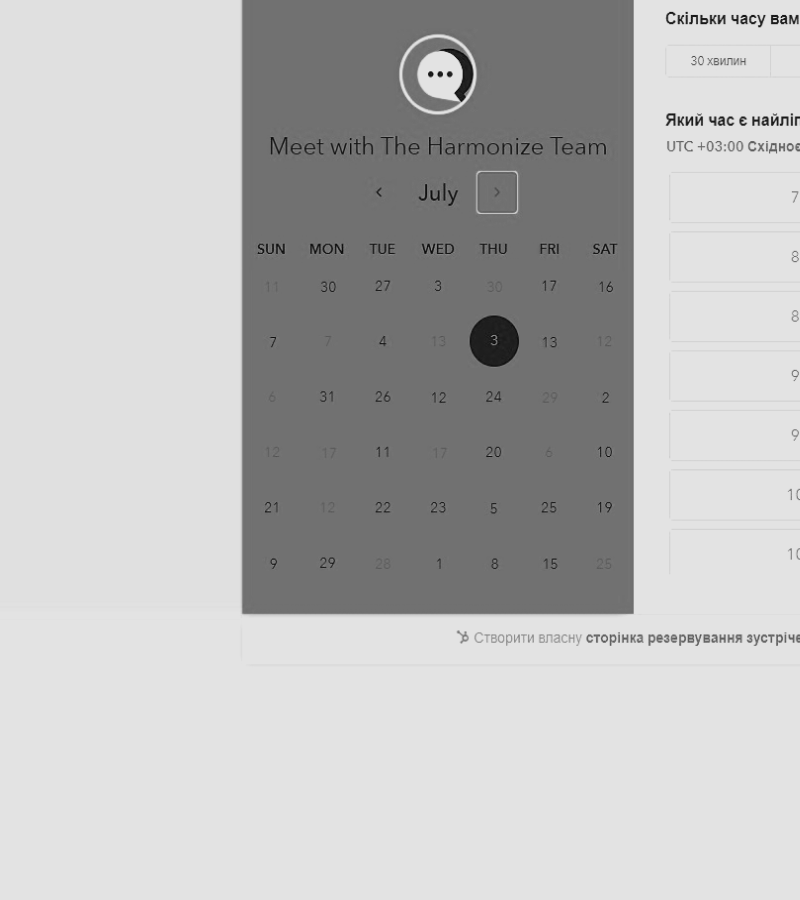 Скільки часу вам
30 хвилин
Meet with The Harmonize Team
Який час є найліп
UTC +03:00 Східноє
July
SUN MON TUE WED THU FRI SAT
11 30 27 3 30 17 16
7 7 4 13 3 13 12
6 31 26 12 24 29 2
12 17 11 17 20 6 10
21 12 22 23 5 25 19
9 29 28 1 8 15 25
7
8
8
9
9
10
10
Створити власну сторінка резервування зустріче